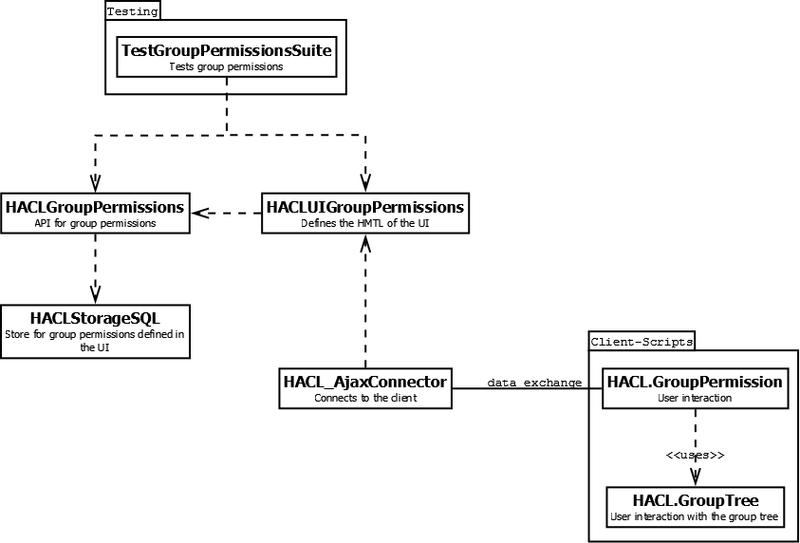 Testing
TestGroupPermissionsSuite
Tests group permissions
HACLGroupPermissions
API for group permissions
HACLUIGroupPermissions
Defines the HMTL of the UI
HACLStorageSQL
Store for group permissions defined in
the UI
Client-Scripts
HACL_AjaxConnector
Connects to the client
data exchange
HACL.GroupPermission
User interaction
<<uses>>
HACL.GroupTree
User interaction with the group tree